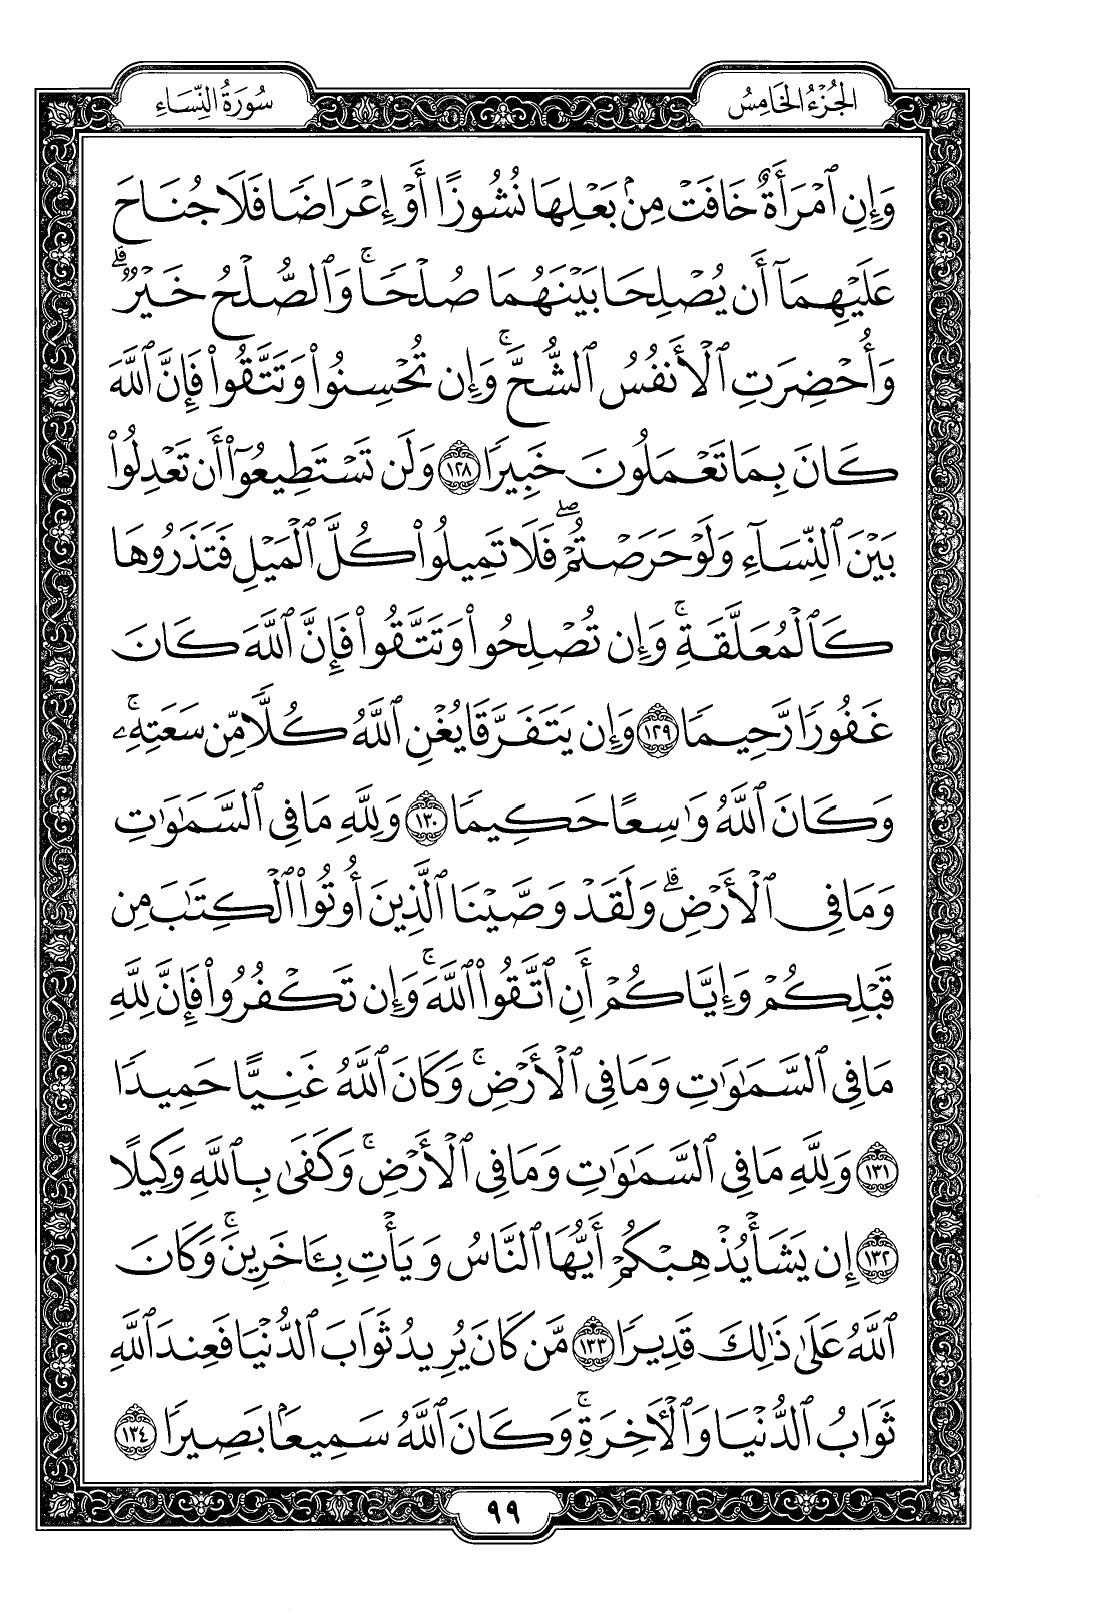 الجُزْءُ الخَامِسُ
سُورَةُ النِّسَاءِ
وَإِنِ ٱمْرَأَةٌ خَافَتْ مِنۢ بَعْلِهَا نُشُوزًا أَوْ إِعْرَاضًا فَلَا جُنَاحَ
عَلَيْهِمَآ أَن يُصْلِحَا بَيْنَهُمَا صُلْحًا ۚ وَٱلصُّلْحُ خَيْرٌ ۗ
وَأُحْضِرَتِ ٱلْأَنفُسُ ٱلشُّحَّ ۚ وَإِن تُحْسِنُوا۟ وَتَتَّقُوا۟ فَإِنَّ ٱللَّهَ
كَانَ بِمَا تَعْمَلُونَ خَبِيرًا ١٢٨ وَلَن تَسْتَطِيعُوٓا۟ أَن تَعْدِلُوا۟
بَيْنَ ٱلنِّسَآءِ وَلَوْ حَرَصْتُمْ ۖ فَلَا تَمِيلُوا۟ كُلَّ ٱلْمَيْلِ فَتَذَرُوهَا
كَٱلْمُعَلَّقَةِ ۚ وَإِن تُصْلِحُوا۟ وَتَتَّقُوا۟ فَإِنَّ ٱللَّهَ كَانَ
غَفُورًا رَّحِيمًا ١٢٩ وَإِن يَتَفَرَّقَا يُغْنِ ٱللَّهُ كُلًّا مِّن سَعَتِهِۦ ۚ
وَكَانَ ٱللَّهُ وَٰسِعًا حَكِيمًا ١٣٠ وَلِلَّهِ مَا فِى ٱلسَّمَٰوَٰتِ
وَمَا فِى ٱلْأَرْضِ ۗ وَلَقَدْ وَصَّيْنَا ٱلَّذِينَ أُوتُوا۟ ٱلْكِتَٰبَ مِن
قَبْلِكُمْ وَإِيَّاكُمْ أَنِ ٱتَّقُوا۟ ٱللَّهَ ۚ وَإِن تَكْفُرُوا۟ فَإِنَّ لِلَّهِ
مَا فِى ٱلسَّمَٰوَٰتِ وَمَا فِى ٱلْأَرْضِ ۚ وَكَانَ ٱللَّهُ غَنِيًّا حَمِيدًا
١٣١ وَلِلَّهِ مَا فِى ٱلسَّمَٰوَٰتِ وَمَا فِى ٱلْأَرْضِ ۚ وَكَفَىٰ بِٱللَّهِ وَكِيلًا
١٣٢ إِن يَشَأْ يُذْهِبْكُمْ أَيُّهَا ٱلنَّاسُ وَيَأْتِ بِـَٔاخَرِينَ ۚ وَكَانَ
ٱللَّهُ عَلَىٰ ذَٰلِكَ قَدِيرًا ١٣٣ مَّن كَانَ يُرِيدُ ثَوَابَ ٱلدُّنْيَا فَعِندَ ٱللَّهِ
ثَوَابُ ٱلدُّنْيَا وَٱلْـَٔاخِرَةِ ۚ وَكَانَ ٱللَّهُ سَمِيعًۢا بَصِيرًا ١٣٤
٩٩